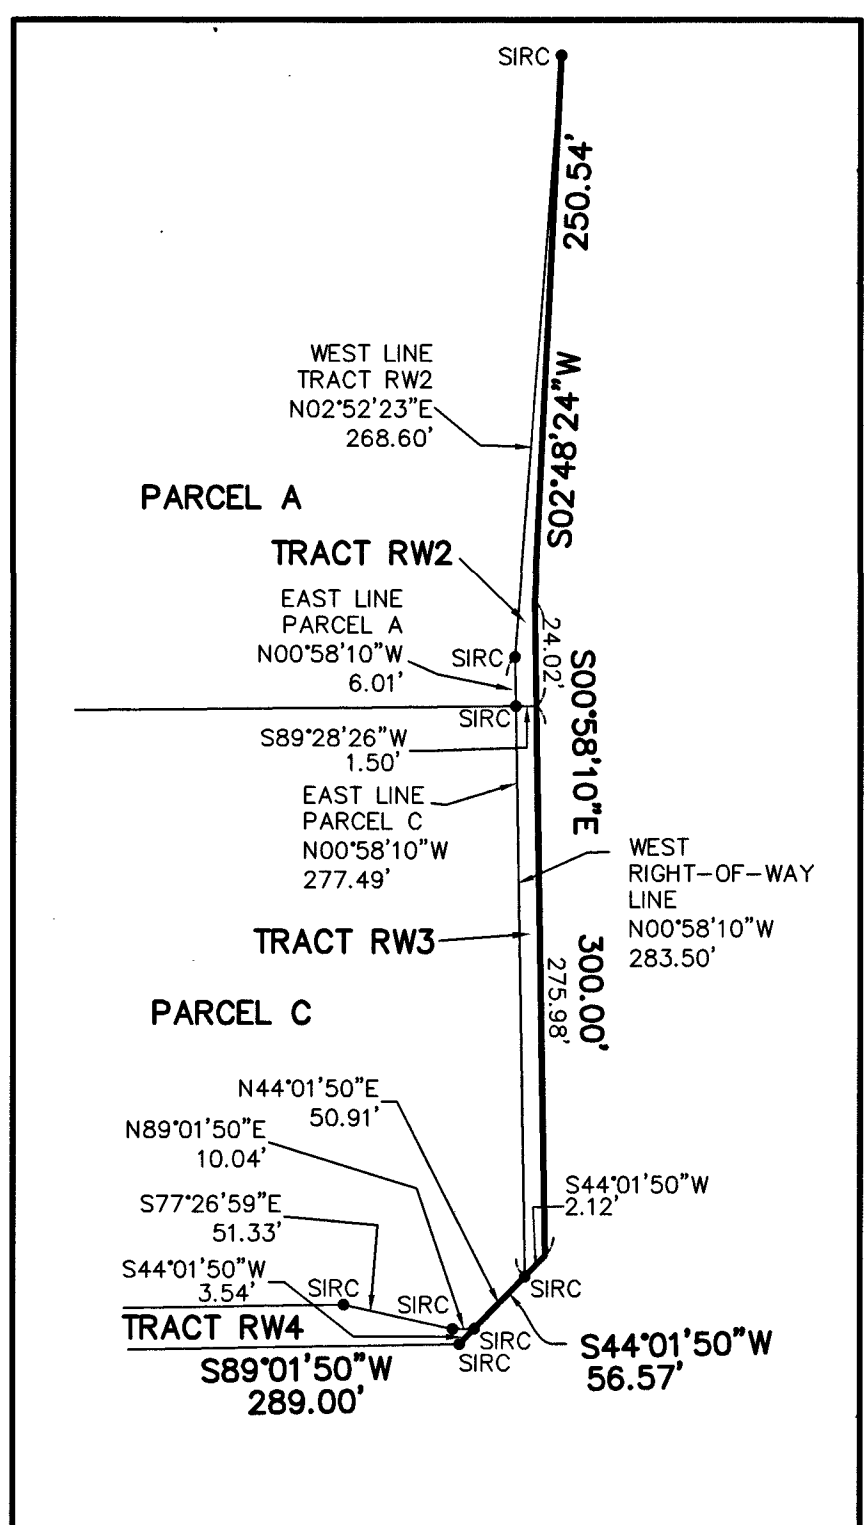 SIRC
250.54'
WEST LINE
TRACT RW2
N02°52'23"E
268.60'
S02°48'24"W
PARCEL A
TRACT RW2
EAST LINE
PARCEL A
N00°58'10"W
6.01'
SIRC
24.02'
S00°58'10"E
SIRC
S89°28'26"W
1.50'
EAST LINE
PARCEL C
N00°58'10"W
277.49'
WEST
RIGHT-OF-WAY
LINE
N00°58'10"W
283.50'
TRACT RW3
300.00'
275.98'
PARCEL C
N44°01'50"E
50.91'
N89°01'50"E
10.04'
S44°01'50"W
2.12'
S77°26'59"E
51.33'
S44°01'50"W
3.54'
SIRC
SIRC
SIRC
TRACT RW4
SIRC
SIRC
S44°01'50"W
56.57'
S89°01'50"W
289.00'